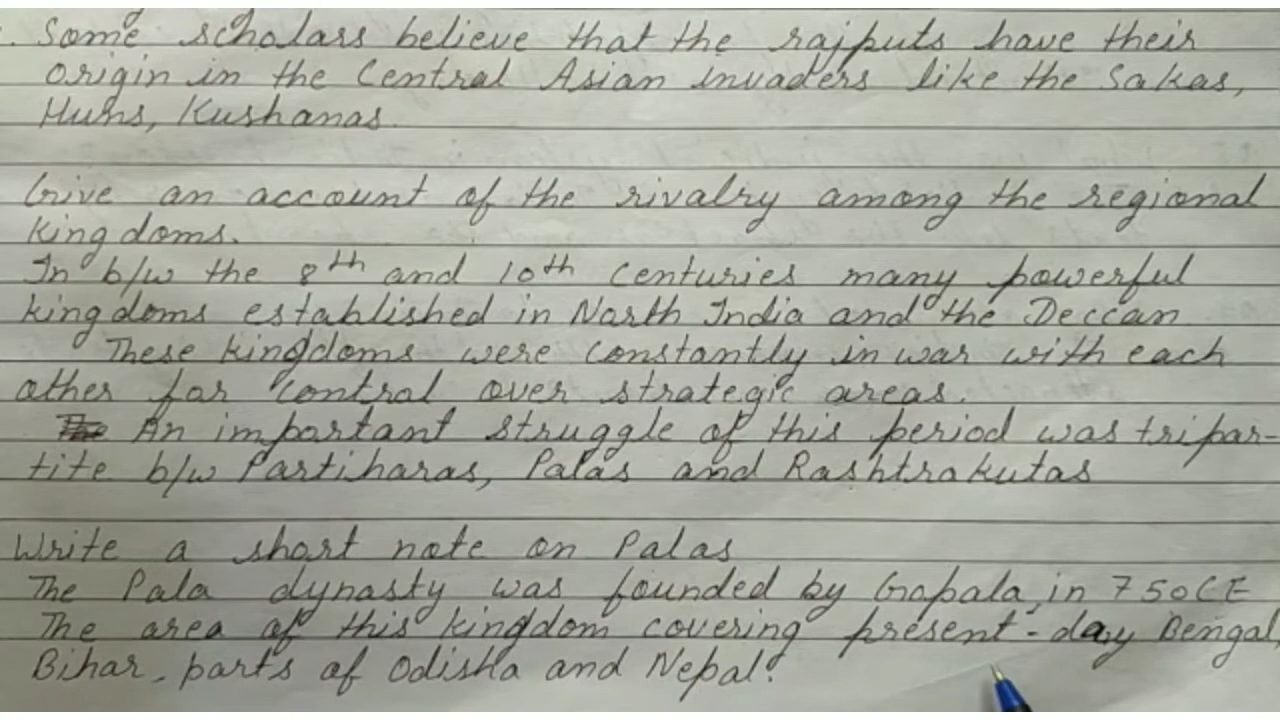 . Some scholars believe that the rajputs have their
origin in the Central Asian invaders like the Sakas,
Huns, Kushanas.
Give an account of the rivalry among the regional
kingdoms.
In b/w the 8th and 10th centuries many powerful
kingdoms established in North India and the Deccan
These kingdoms were constantly in war with each
other for control over strategic areas.
An important struggle of this period was tripar-
tite b/w Partiharas, Palas and Rashtrakutas
Write a short note on Palas
The Pala dynasty was founded by Gopala, in 750CE
The area of this kingdom covering present-day Bengal,
Bihar, parts of Odisha and Nepal.